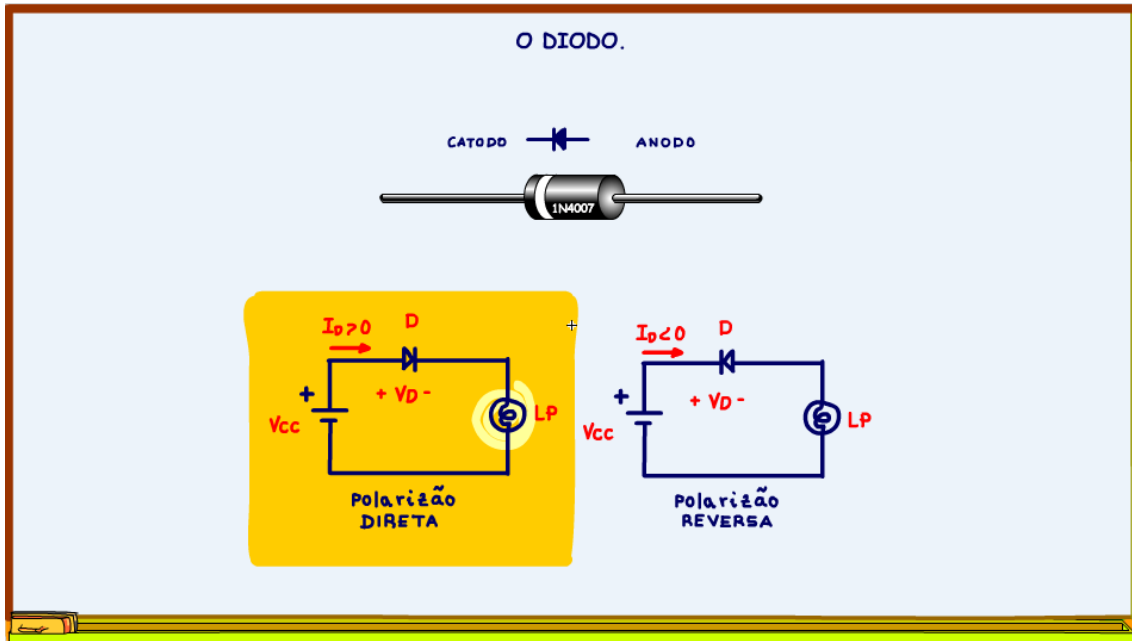 O DIODO.
CATODO ANODO
1N4007
ID>0 D
+ VD -
+
Vcc
LP
Polarizão
DIRETA
ID<0 D
+ VD -
+
Vcc
LP
Polarizão
REVERSA